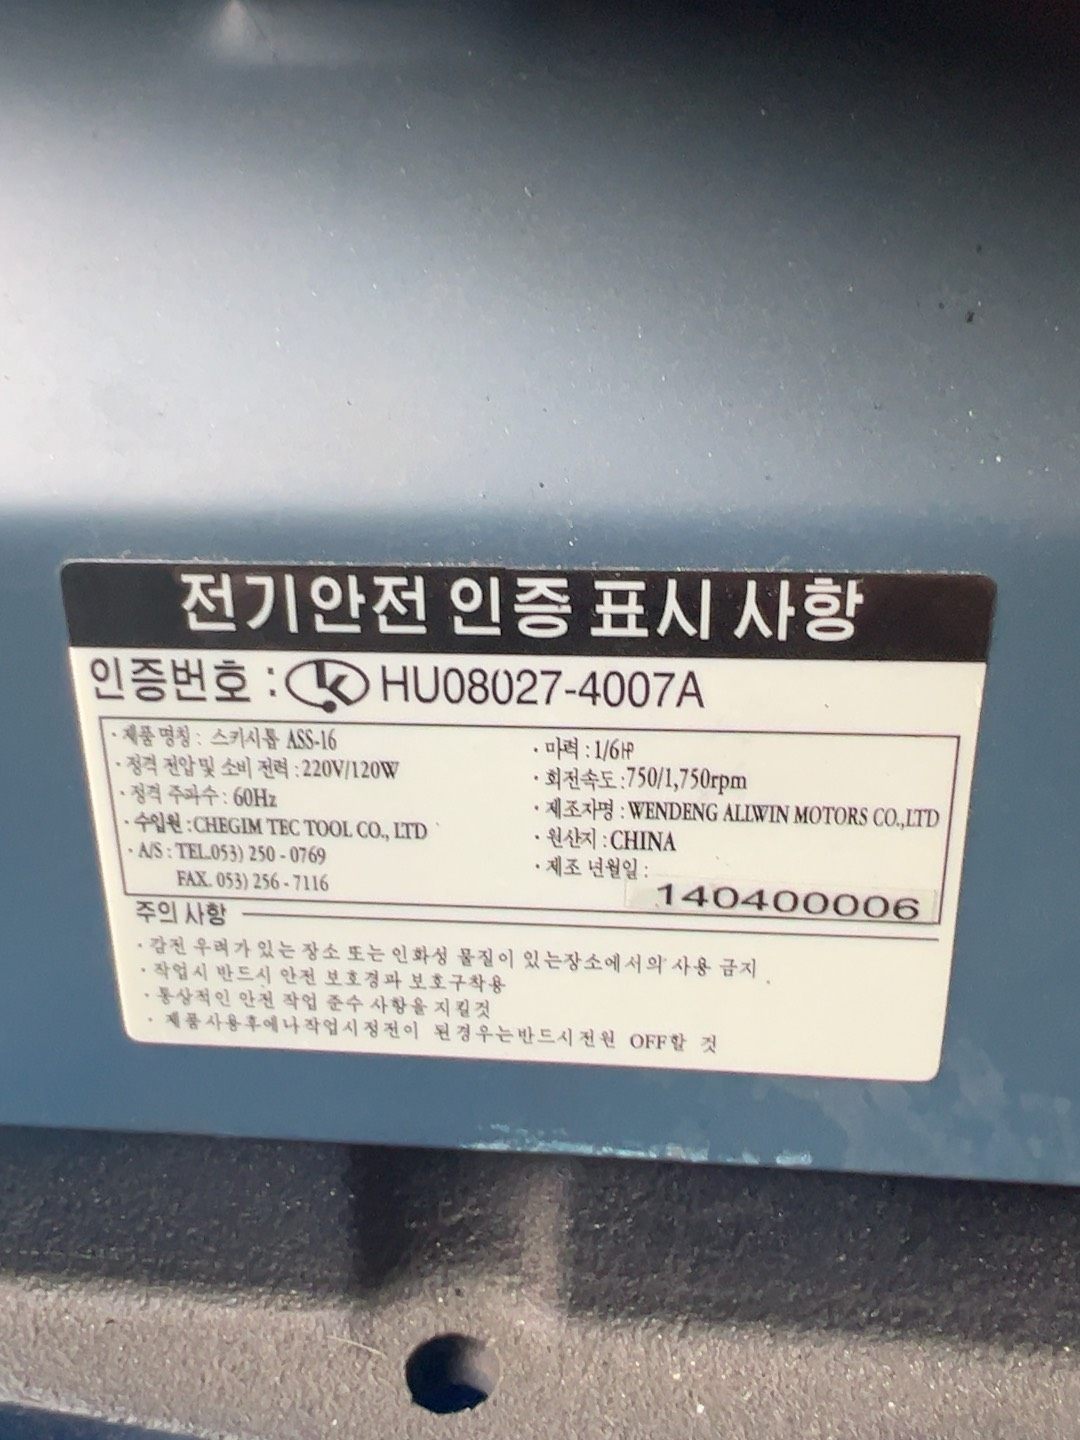 전기안전 인증 표시 사항
인증번호 : HU08027-4007A
· 제품 명칭 : 스카시톱 ASS-16
· 정격 전압 및 소비 전력 : 220V/120W
· 정격 주파수 : 60Hz
· 수입원 : CHEGIM TEC TOOL CO., LTD
· A/S : TEL.053) 250 - 0769
FAX. 053) 256 - 7116
· 마력 : 1/6HP
· 회전속도 : 750/1,750rpm
· 제조자명 : WENDENG ALLWIN MOTORS CO.,LTD
· 원산지 : CHINA
· 제조 년월일 :
140400006
주의 사항
· 감전 우려가 있는 장소 또는 인화성 물질이 있는장소에서의 사용 금지
· 작업시 반드시 안전 보호경과 보호구착용
· 통상적인 안전 작업 준수 사항을 지킬것
· 제품사용후에나작업시정전이 된경우는반드시전원 OFF할 것